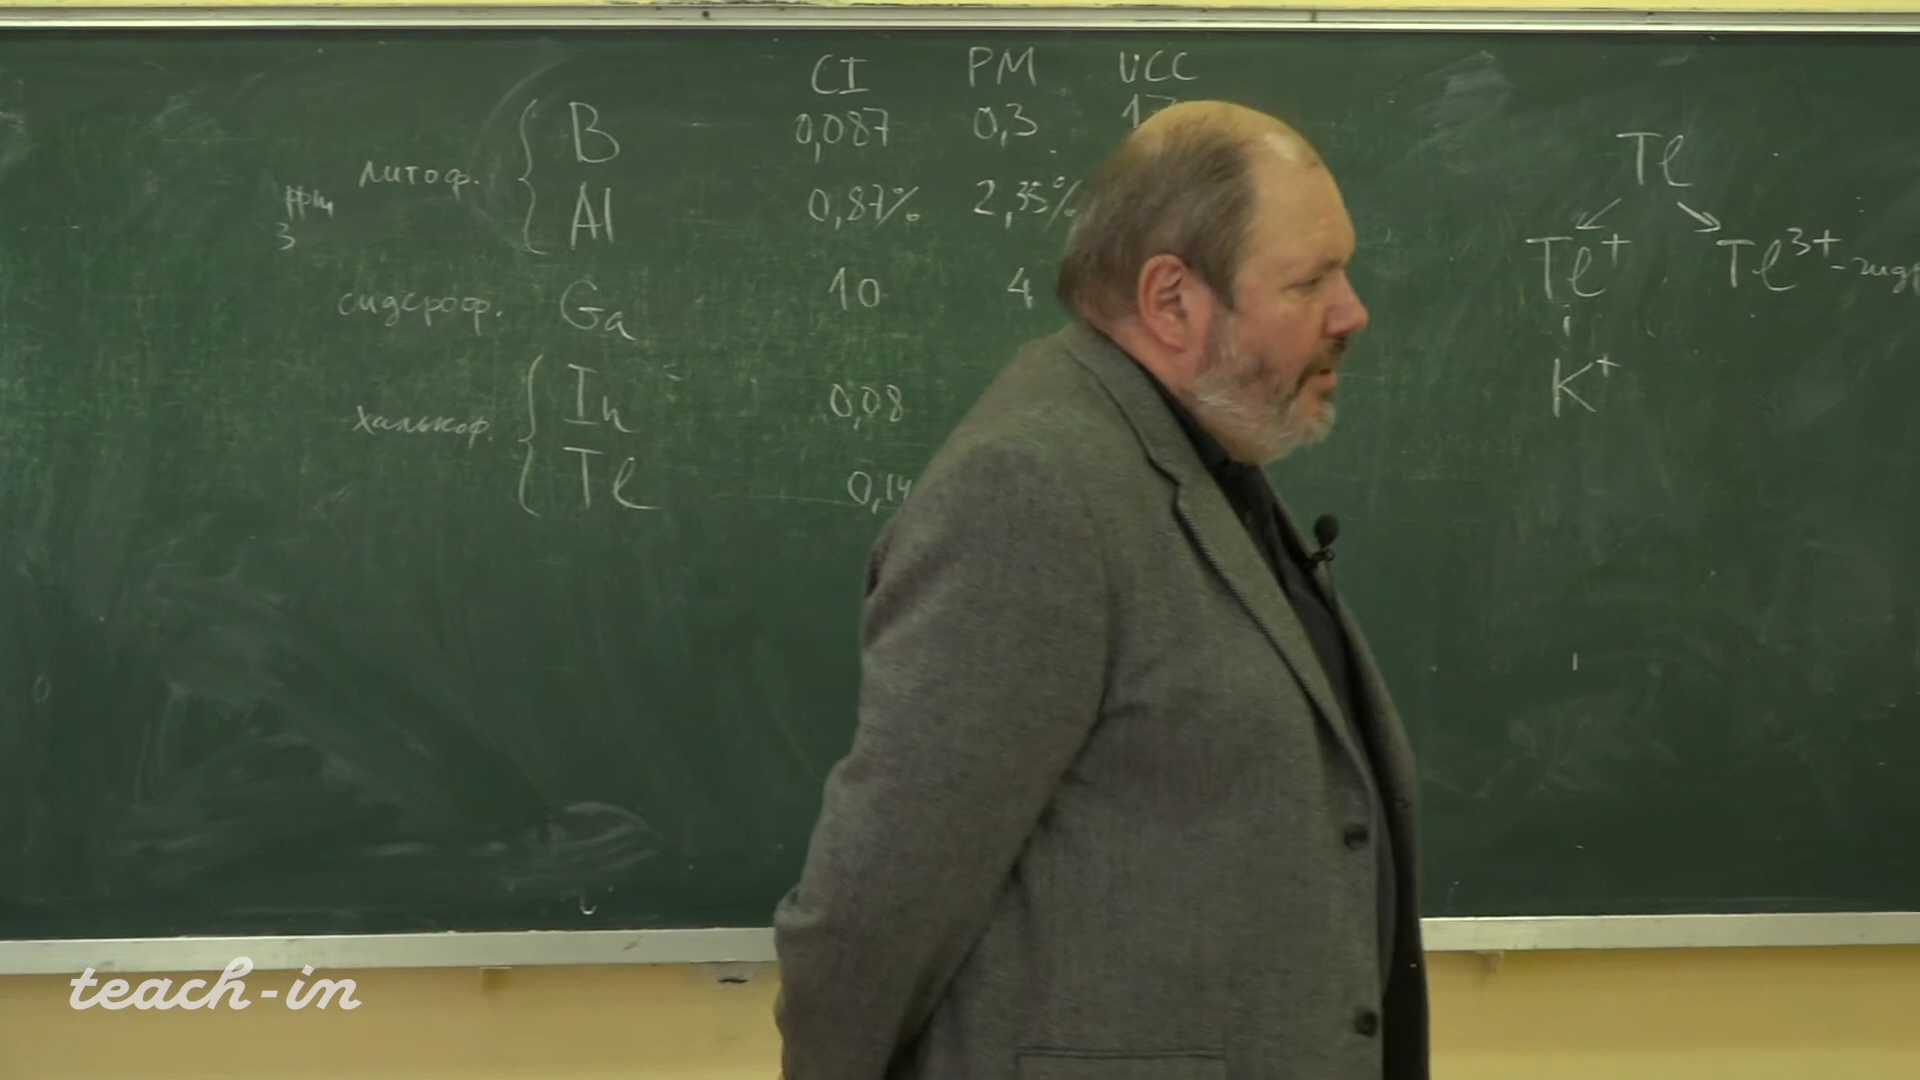 CI PM UCC
B 0,087 0,3 17
литоф.
Al 0,87% 2,35%
сидероф. Ga 10 4
халькоф.
In 0,08
Tl 0,14
Tl
Tl⁺ Tl³⁺
K⁺
teach-in